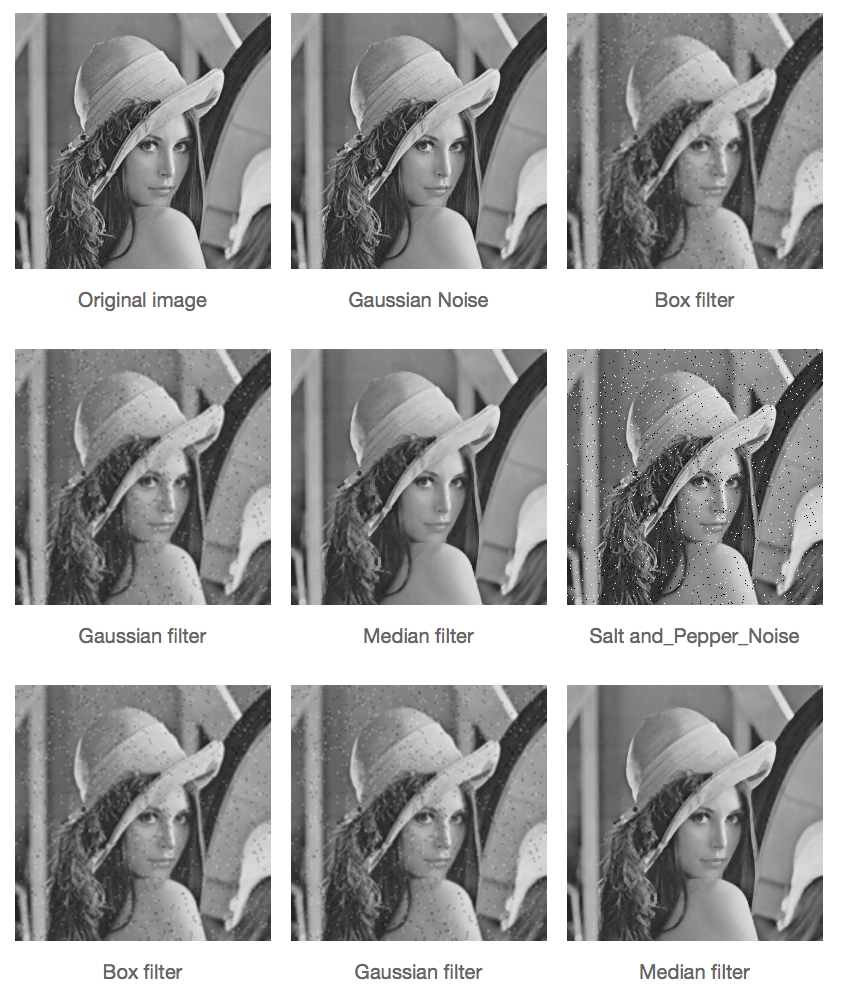 Original image
Gaussian Noise
Box filter
Gaussian filter
Median filter
Salt and_Pepper_Noise
Box filter
Gaussian filter
Median filter